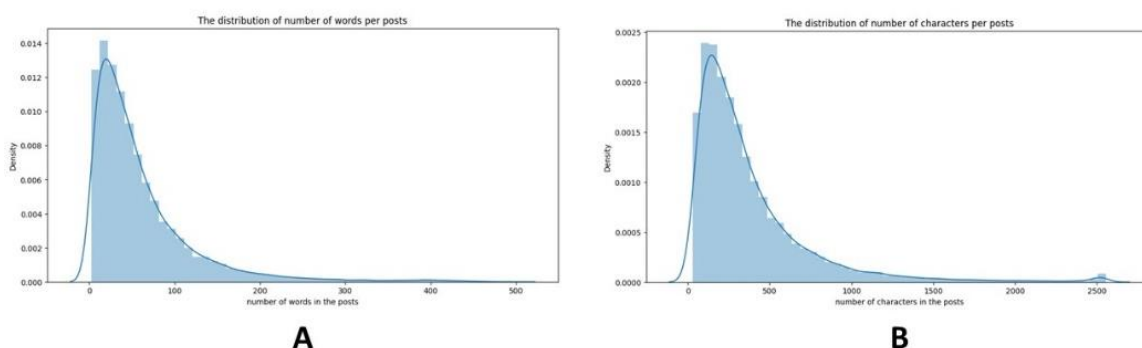 The distribution of number of words per posts
0.014
0.012
0.010
0.008
0.006
0.004
0.002
0.000
Density
0 100 200 300 400 500
number of words in the posts
A
The distribution of number of characters per posts
0.0025
0.0020
0.0015
0.0010
0.0005
0.0000
Density
0 500 1000 1500 2000 2500
number of characters in the posts
B